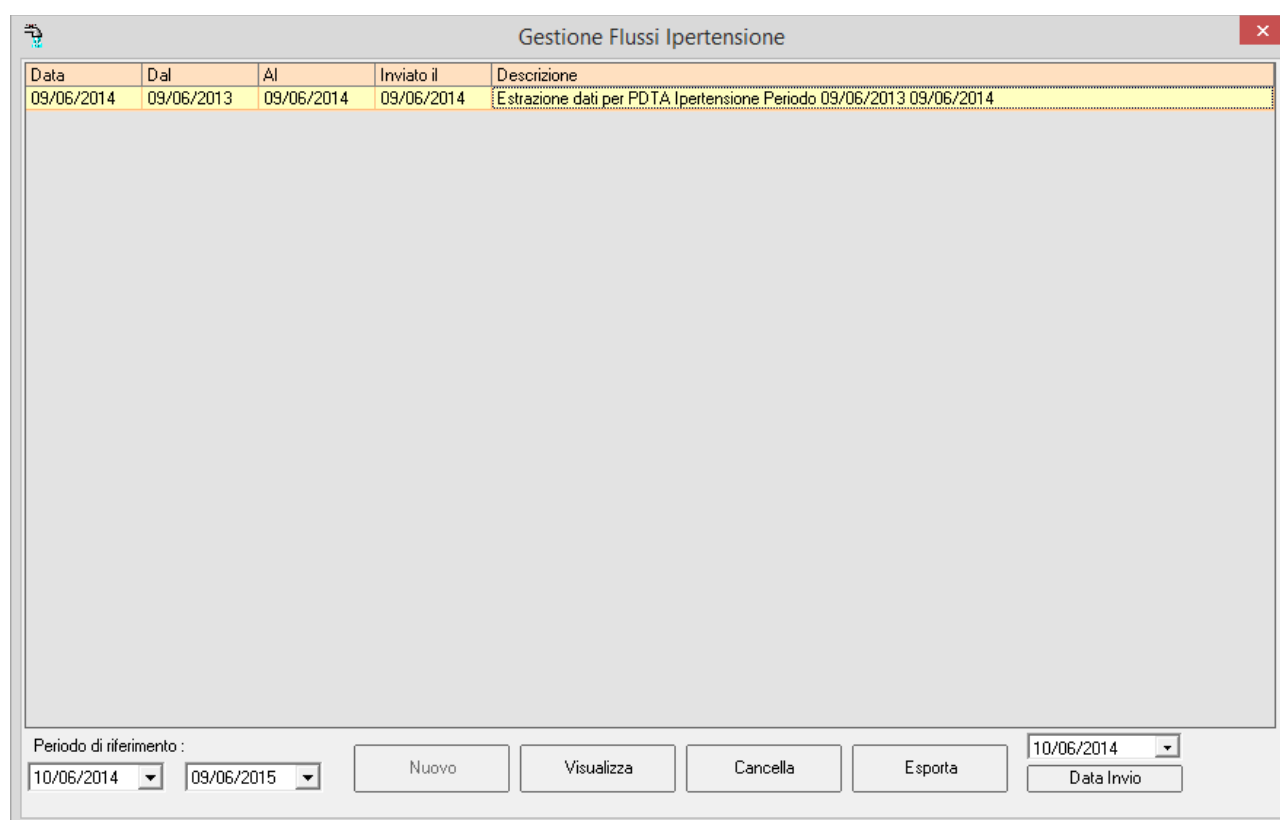 Gestione Flussi Ipertensione
Data Dal Al Inviato il Descrizione
09/06/2014 09/06/2013 09/06/2014 09/06/2014 Estrazione dati per PDTA Ipertensione Periodo 09/06/2013 09/06/2014
Periodo di riferimento :
10/06/2014 09/06/2015 Nuovo Visualizza Cancella Esporta
10/06/2014
Data Invio